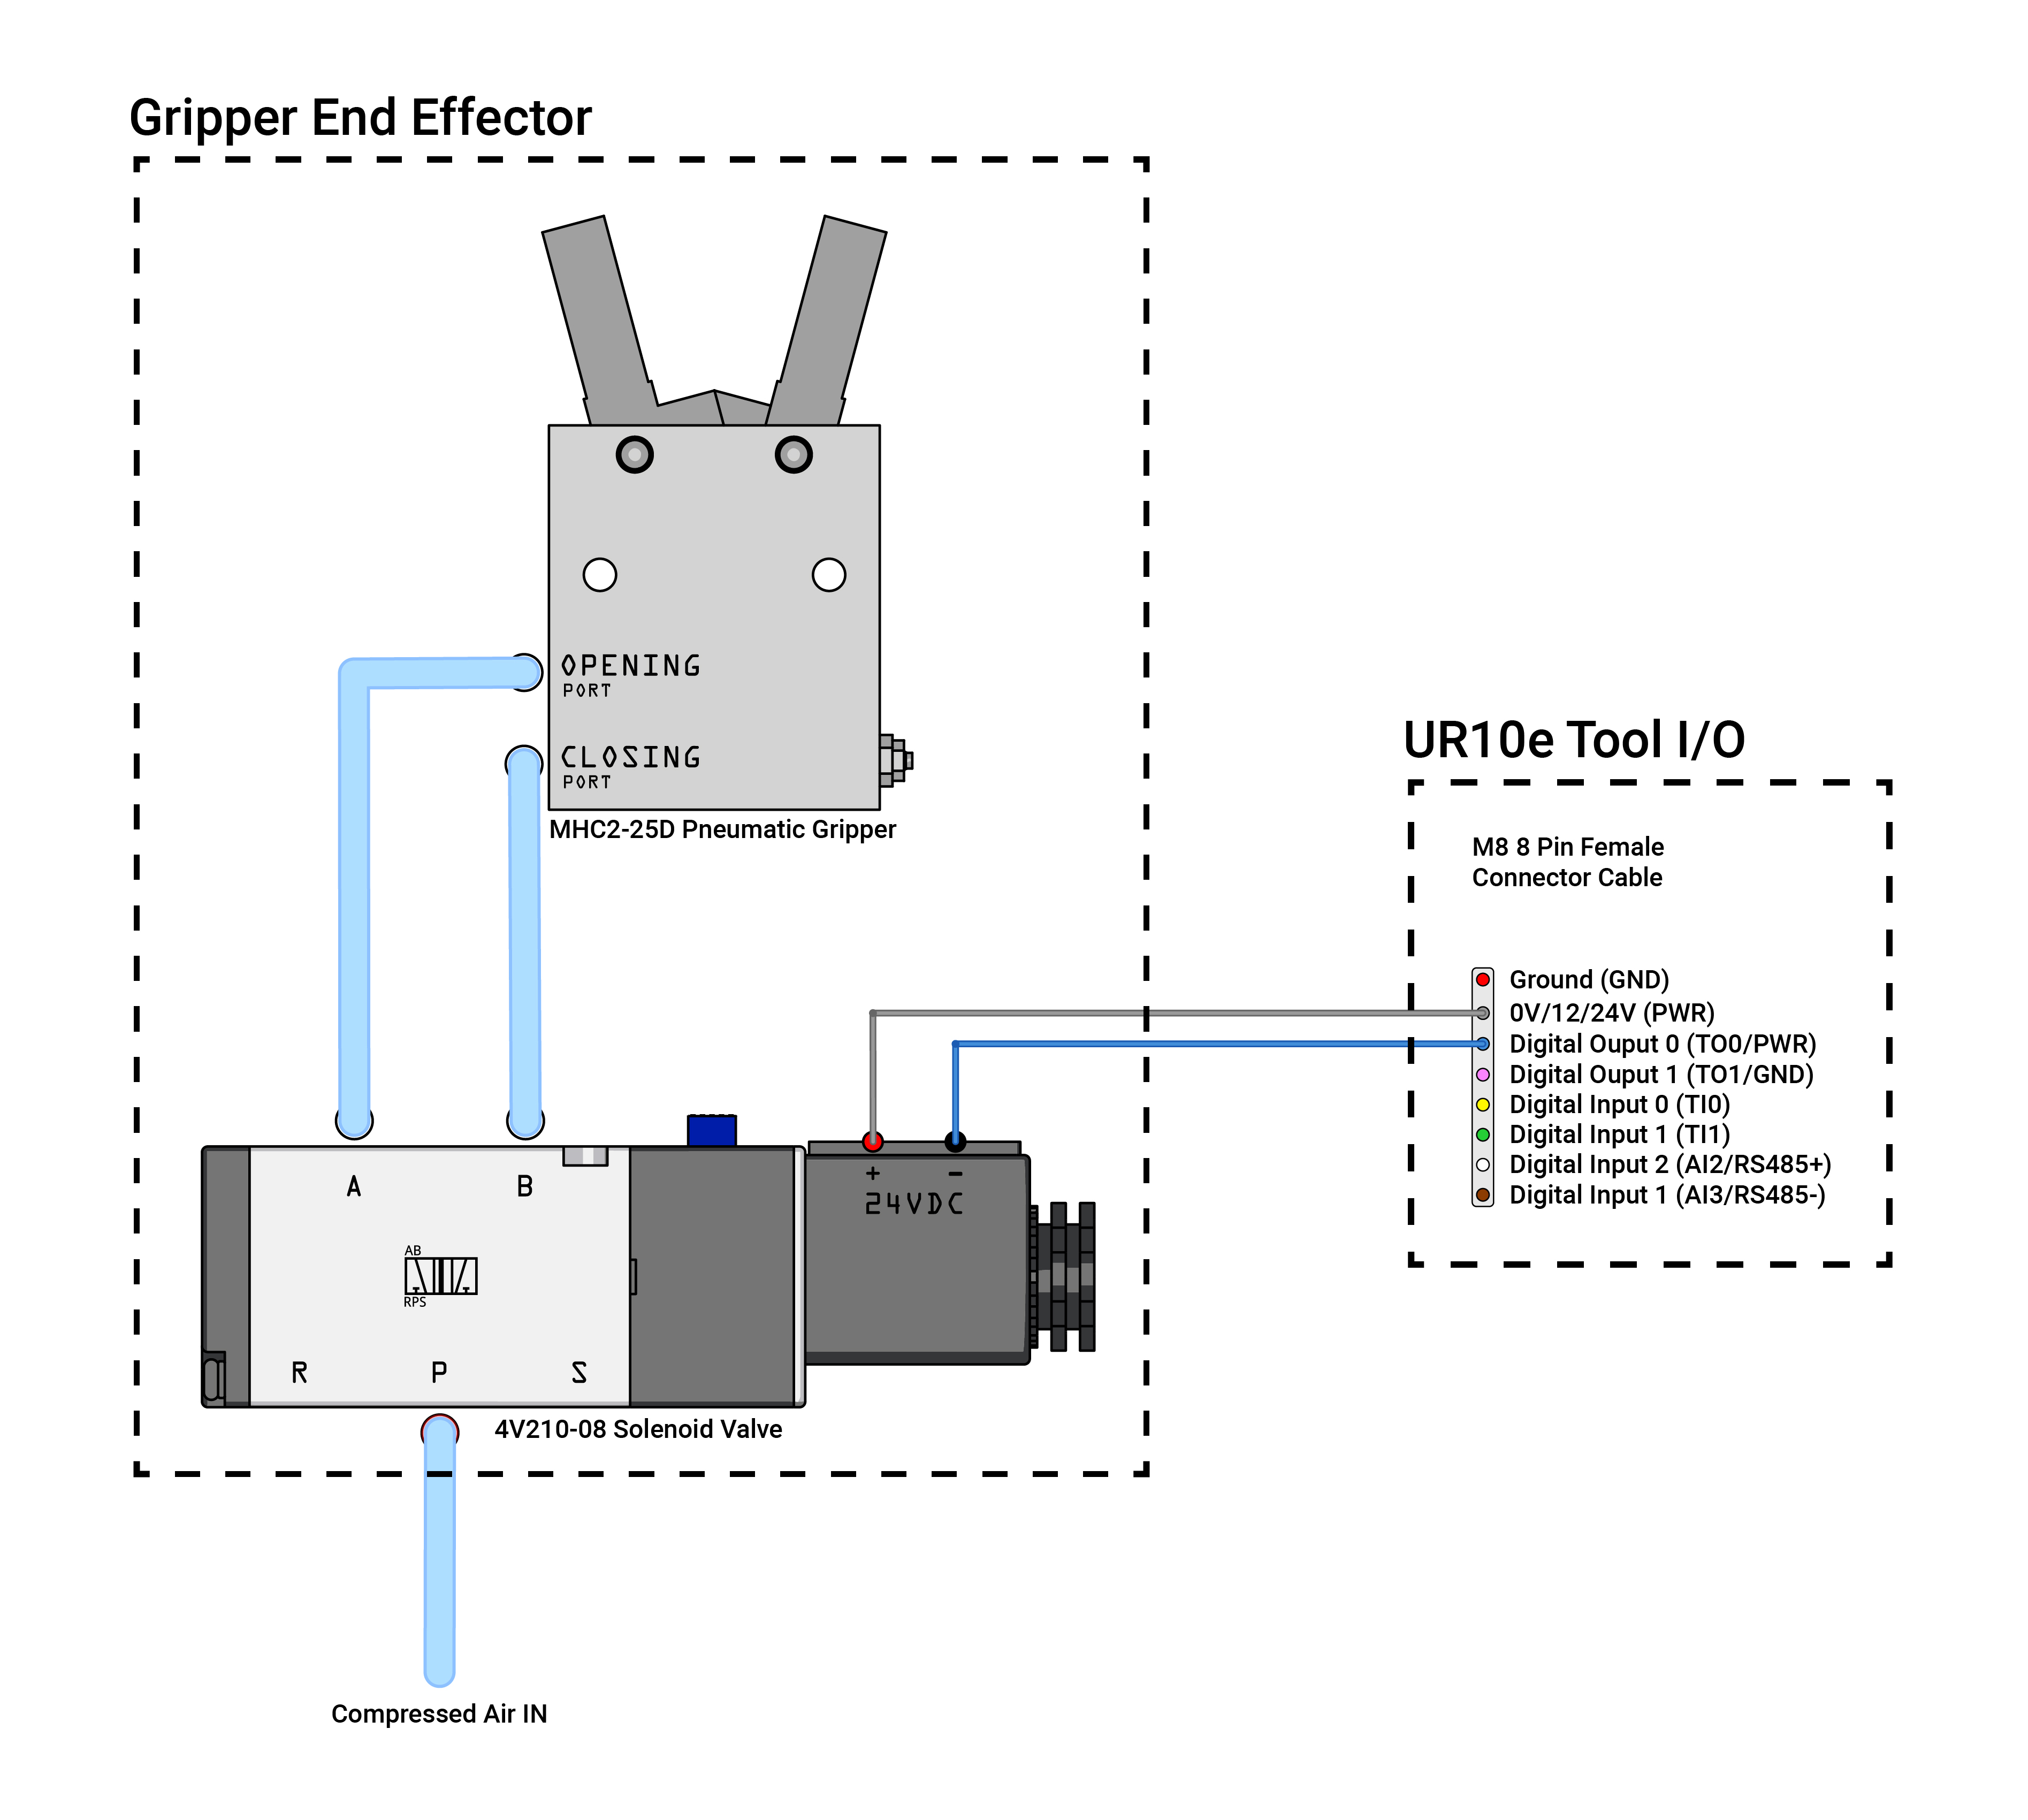 Gripper End Effector
OPENING
PORT
CLOSING
PORT
MHC2-25D Pneumatic Gripper
UR10e Tool I/O
M8 8 Pin Female
Connector Cable
Ground (GND)
0V/12/24V (PWR)
Digital Ouput 0 (TO0/PWR)
Digital Ouput 1 (TO1/GND)
Digital Input 0 (TI0)
Digital Input 1 (TI1)
Digital Input 2 (AI2/RS485+)
Digital Input 1 (AI3/RS485-)
+ -
24VDC
A B
AB
RPS
R P S
4V210-08 Solenoid Valve
Compressed Air IN